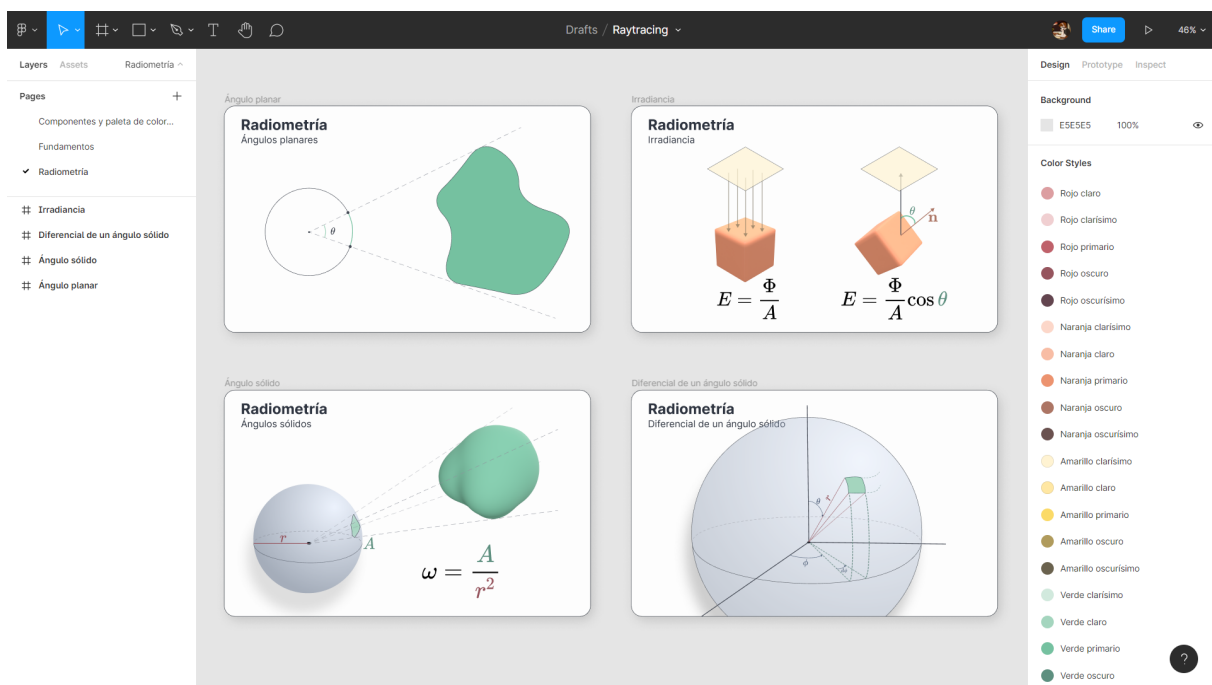 Drafts / Raytracing
Share
46%
Layers
Assets
Radiometría
Pages
Componentes y paleta de color...
Fundamentos
Radiometría
Irradiancia
Diferencial de un ángulo sólido
Ángulo sólido
Ángulo planar
Ángulo planar
Radiometría
Ángulos planares
θ
Irradiancia
Radiometría
Irradiancia
θ
n
E = Φ/A
E = Φ/A cos θ
Ángulo sólido
Radiometría
Ángulos sólidos
r
A
ω = A/r²
Diferencial de un ángulo sólido
Radiometría
Diferencial de un ángulo sólido
θ
r
ϕ
Design
Prototype
Inspect
Background
E5E5E5
100%
Color Styles
Rojo claro
Rojo clarísimo
Rojo primario
Rojo oscuro
Rojo oscurísimo
Naranja clarísimo
Naranja claro
Naranja primario
Naranja oscuro
Naranja oscurísimo
Amarillo clarísimo
Amarillo claro
Amarillo primario
Amarillo oscuro
Amarillo oscurísimo
Verde clarísimo
Verde claro
Verde primario
Verde oscuro
?